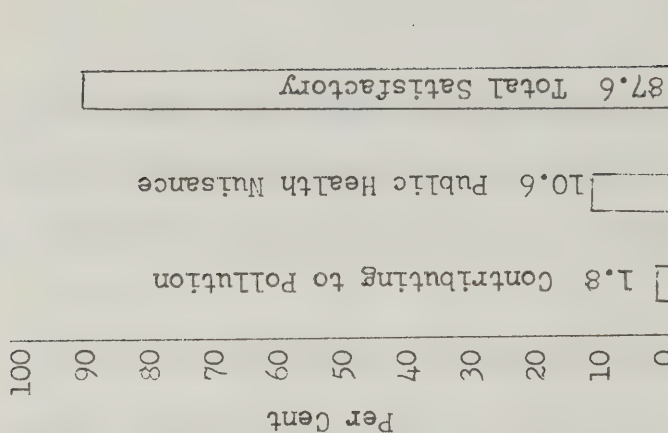 Per Cent
0 10 20 30 40 50 60 70 80 90 100
1.8 Contributing to Pollution
10.6 Public Health Nuisance
87.6 Total Satisfactory